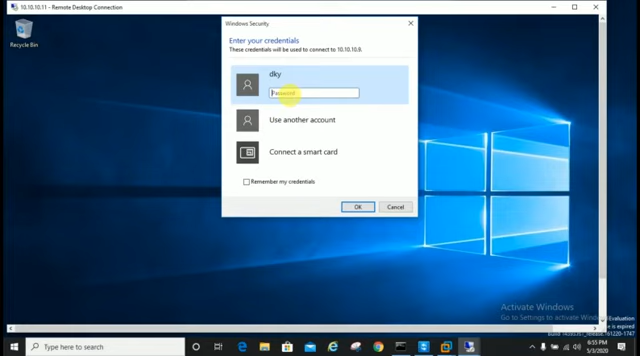 10.10.10.11 - Remote Desktop Connection
Recycle Bin
Windows Security
Enter your credentials
These credentials will be used to connect to 10.10.10.9.
dky
Password
Use another account
Connect a smart card
Remember my credentials
OK
Cancel
Activate Windows
Go to Settings to activate Windows
Evaluation
Type here to search
6:55 PM
5/3/2020